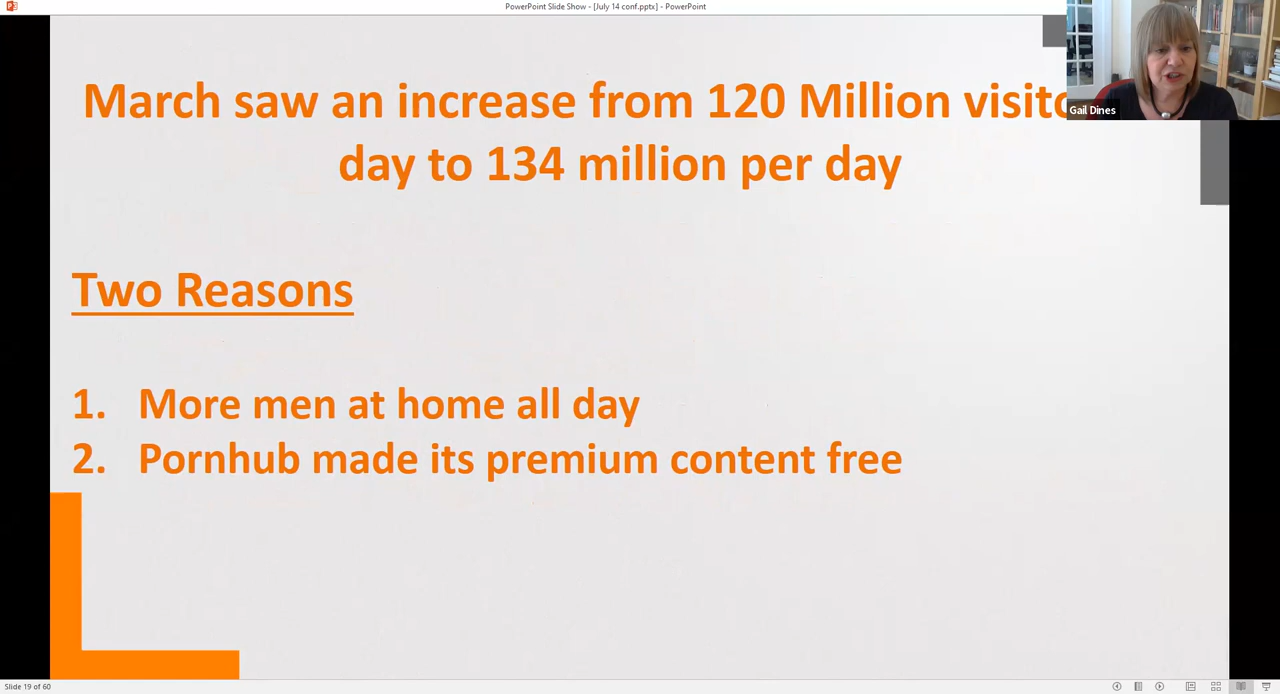 PowerPoint Slide Show - [July 14 conf.pptx] - PowerPoint
Gail Dines
March saw an increase from 120 Million
day to 134 million per day
Two Reasons
1. More men at home all day
2. Pornhub made its premium content free
Slide 19 of 60